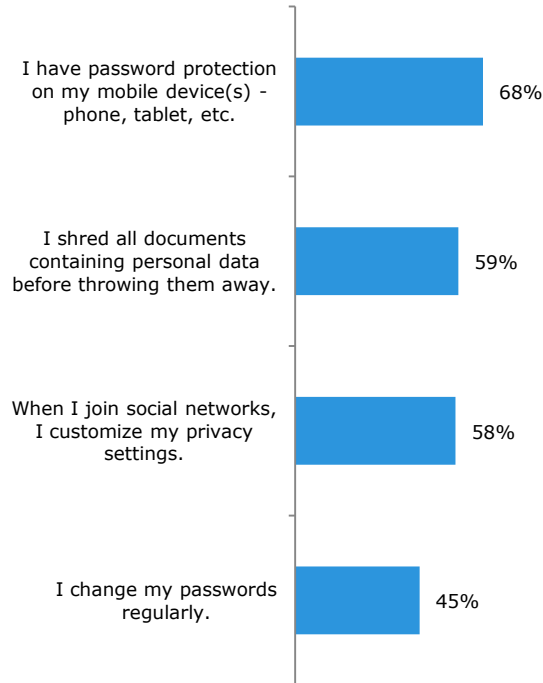 I have password protection
on my mobile device(s) -
phone, tablet, etc.
68%
I shred all documents
containing personal data
before throwing them away.
59%
When I join social networks,
I customize my privacy
settings.
58%
I change my passwords
regularly.
45%